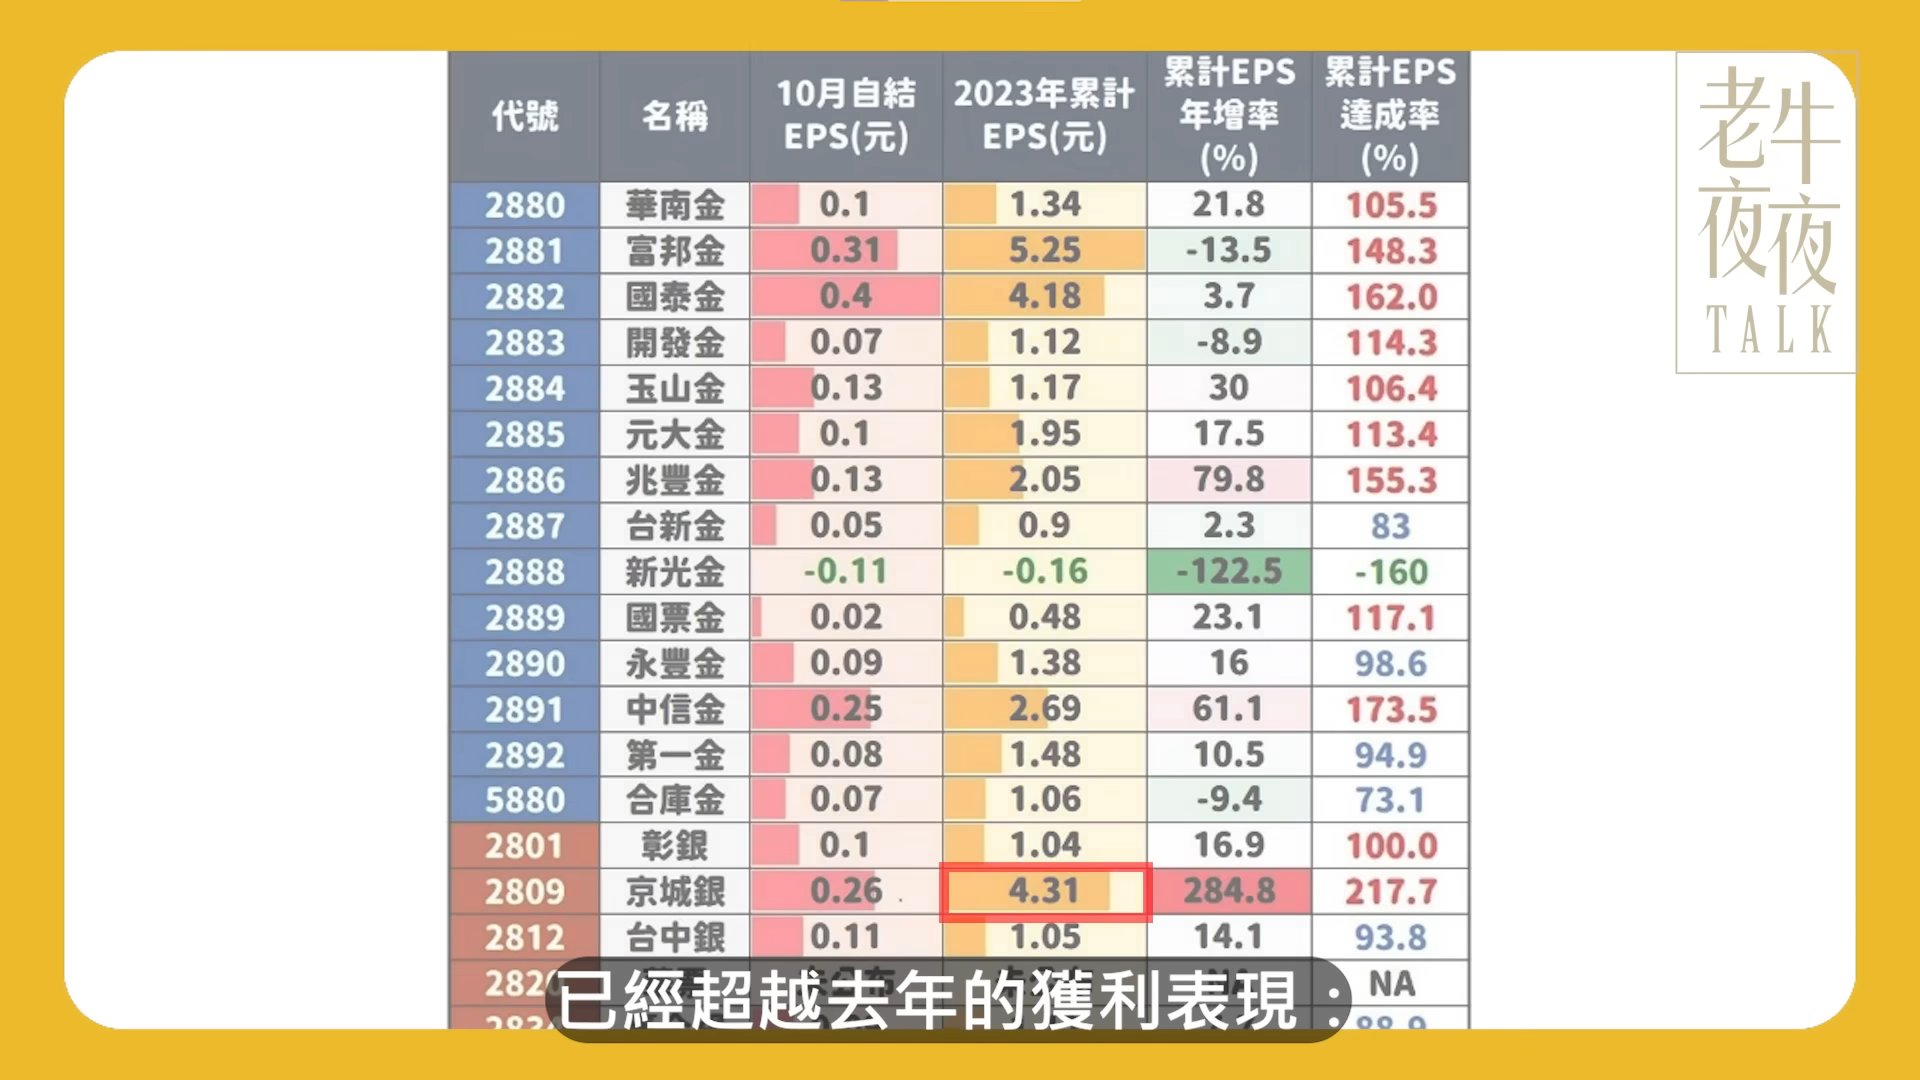 代號 名稱 10月自結EPS(元) 2023年累計EPS(元) 累計EPS年增率(%) 累計EPS達成率(%)
2880 華南金 0.1 1.34 21.8 105.5
2881 富邦金 0.31 5.25 -13.5 148.3
2882 國泰金 0.4 4.18 3.7 162.0
2883 開發金 0.07 1.12 -8.9 114.3
2884 玉山金 0.13 1.17 30 106.4
2885 元大金 0.1 1.95 17.5 113.4
2886 兆豐金 0.13 2.05 79.8 155.3
2887 台新金 0.05 0.9 2.3 83
2888 新光金 -0.11 -0.16 -122.5 -160
2889 國票金 0.02 0.48 23.1 117.1
2890 永豐金 0.09 1.38 16 98.6
2891 中信金 0.25 2.69 61.1 173.5
2892 第一金 0.08 1.48 10.5 94.9
5880 合庫金 0.07 1.06 -9.4 73.1
2801 彰銀 0.1 1.04 16.9 100.0
2809 京城銀 0.26 4.31 284.8 217.7
2812 台中銀 0.11 1.05 14.1 93.8
NA
已經超越去年的獲利表現：
老牛夜夜
TALK